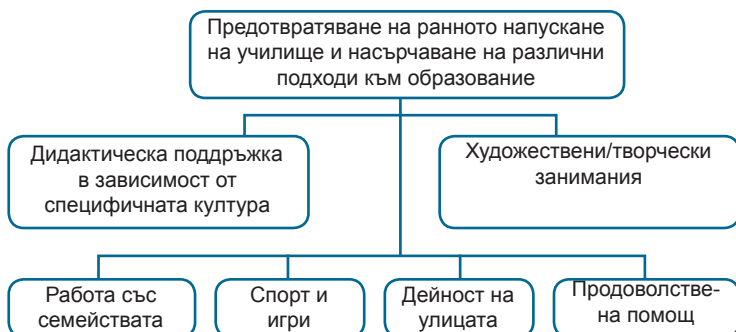 Предотвратяване на ранното напускане
на училище и насърчаване на различни
подходи към образование
Дидактическа поддръжка
в зависимост от
специфичната култура
Художествени/творчески
занимания
Работа със
семействата
Спорт и
игри
Дейност на
улицата
Продоволстве-
на помощ